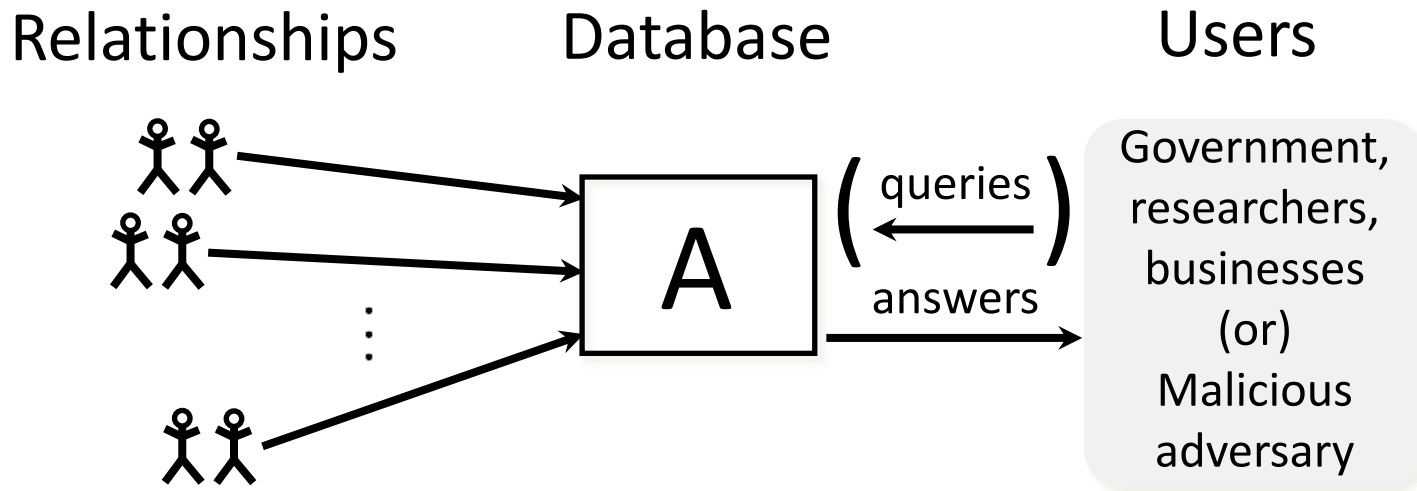 Relationships
Database
Users
A
( queries )
answers
Government,
researchers,
businesses
(or)
Malicious
adversary